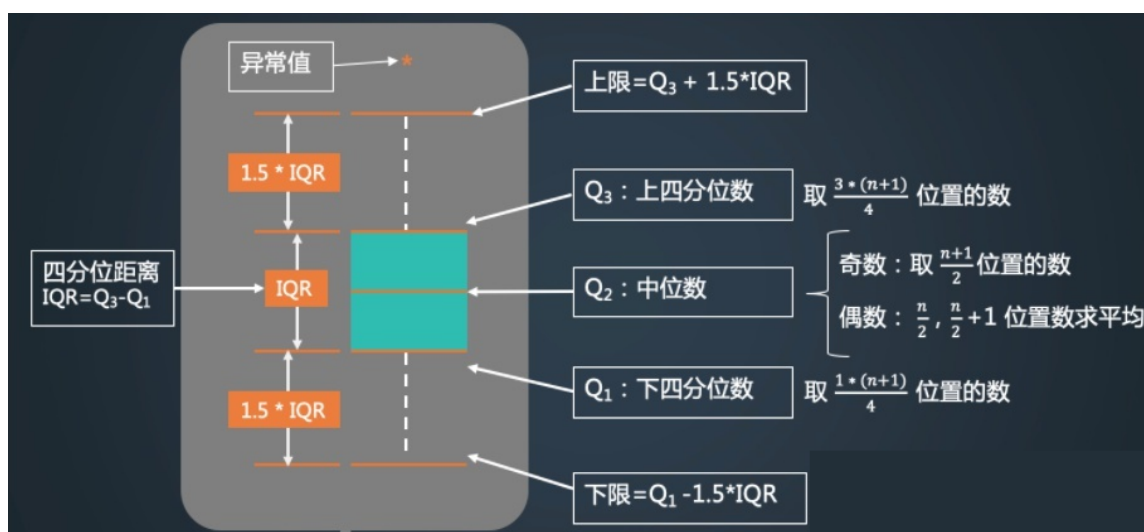 异常值
*
上限=Q₃ + 1.5*IQR
1.5 * IQR
Q₃：上四分位数 取 3*(n+1)/4 位置的数
四分位距离
IQR=Q₃-Q₁
IQR
Q₂：中位数
奇数：取 n+1/2 位置的数
偶数： n/2 , n/2 +1 位置数求平均
Q₁：下四分位数 取 1*(n+1)/4 位置的数
1.5 * IQR
下限=Q₁ -1.5*IQR